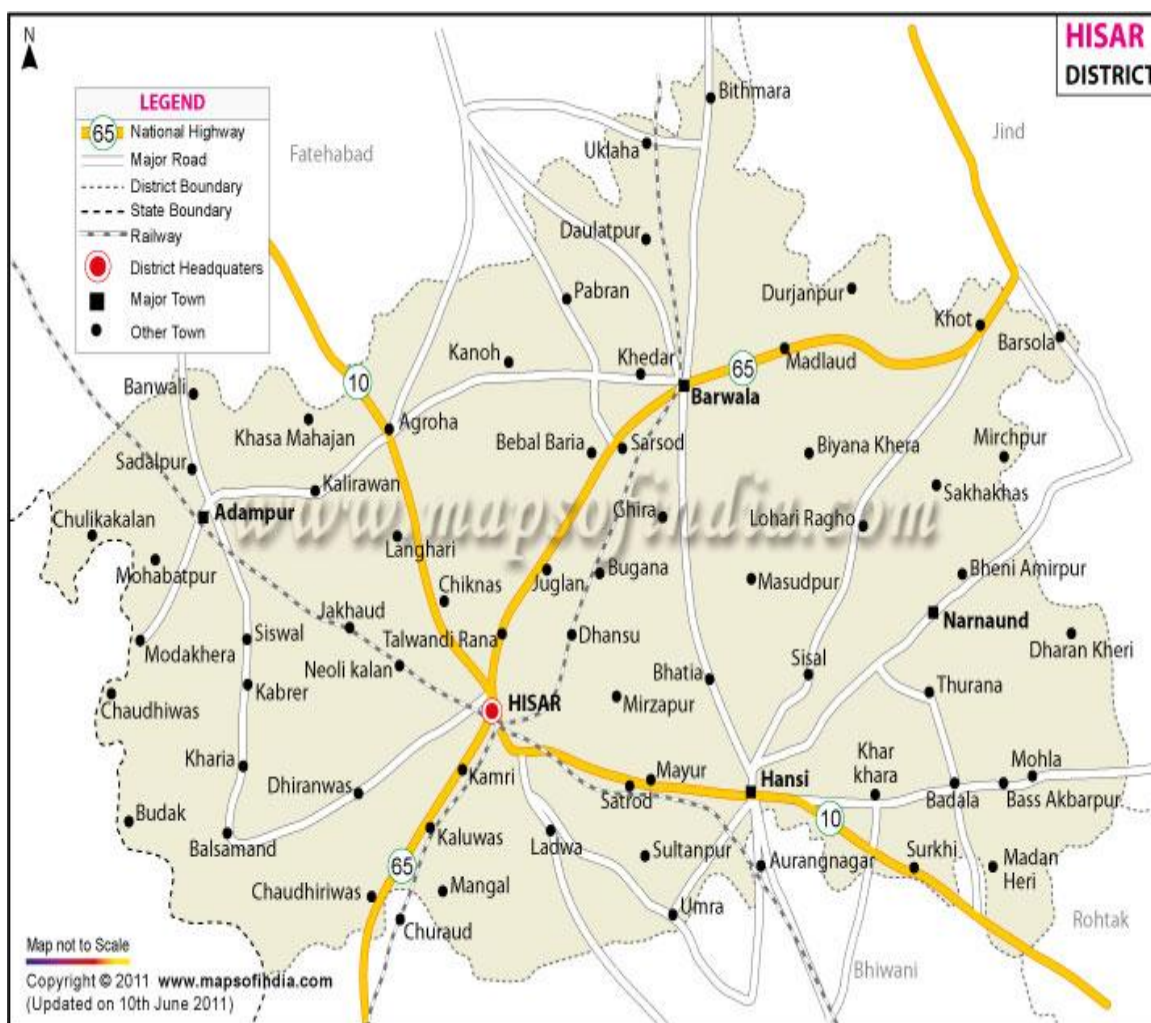 HISAR
DISTRICT
N
LEGEND
65 National Highway
Major Road
District Boundary
State Boundary
Railway
District Headquaters
Major Town
Other Town
Fatehabad
Jind
Bithmara
Uklaha
Daulatpur
Pabran
Durjanpur
Khot
Barsola
Kanoh
Khedar
65
Madlaud
10
Barwala
Banwali
Khasa Mahajan
Agroha
Bebal Baria
Sarsod
Biyana Khera
Mirchpur
Sadalpur
Kalirawan
Sakhakhas
Adampur
www.mapsofindia.com
Ghira
Lohari Ragho
Chulikakalan
Langhari
Mohabatpur
Juglan
Bugana
Masudpur
Bheni Amirpur
Chiknas
Jakhaud
Narnaund
Siswal
Talwandi Rana
Dhansu
Modakhera
Neoli kalan
Dharan Kheri
Bhatia
Sisal
Kabrer
Thurana
Chaudhiwas
HISAR
Mirzapur
Kharia
Khar
khara
Mohla
Kamri
Mayur
Hansi
Dhiranwas
Satrod
Badala
Bass Akbarpur
Budak
10
Balsamand
Kaluwas
Ladwa
Sultanpur
Aurangnagar
Surkhi
Madan
Heri
65
Chaudhiriwas
Mangal
Umra
Churaud
Rohtak
Bhiwani
Map not to Scale
Copyright © 2011 www.mapsofindia.com
(Updated on 10th June 2011)